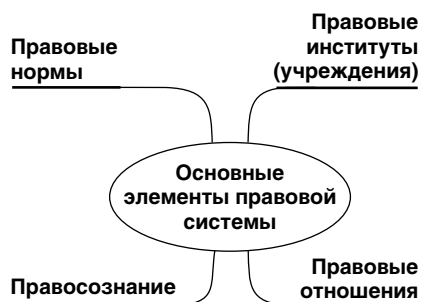 Правовые
нормы
Правовые
институты
(учреждения)
Основные
элементы правовой
системы
Правосознание
Правовые
отношения